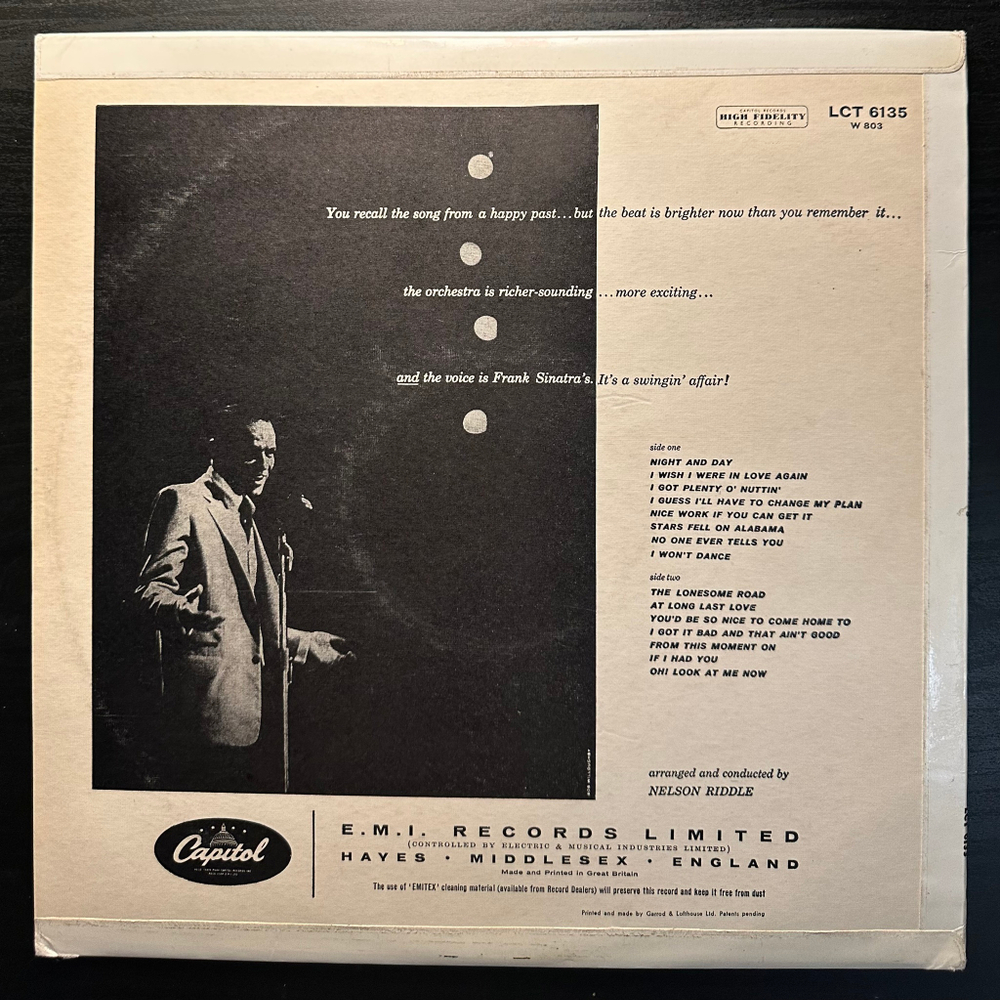 CAPITOL RECORDS
HIGH FIDELITY
RECORDING
LCT 6135
W 803
You recall the song from a happy past...but the beat is brighter now than you remember it...
the orchestra is richer-sounding ...more exciting...
and the voice is Frank Sinatra's. It's a swingin' affair!
side one
NIGHT AND DAY
I WISH I WERE IN LOVE AGAIN
I GOT PLENTY O' NUTTIN'
I GUESS I'LL HAVE TO CHANGE MY PLAN
NICE WORK IF YOU CAN GET IT
STARS FELL ON ALABAMA
NO ONE EVER TELLS YOU
I WON'T DANCE
side two
THE LONESOME ROAD
AT LONG LAST LOVE
YOU'D BE SO NICE TO COME HOME TO
I GOT IT BAD AND THAT AIN'T GOOD
FROM THIS MOMENT ON
IF I HAD YOU
OH! LOOK AT ME NOW
BOB WILLOUGHBY
arranged and conducted by
NELSON RIDDLE
Capitol
E.M.I. RECORDS LIMITED
(CONTROLLED BY ELECTRIC & MUSICAL INDUSTRIES LIMITED)
HAYES · MIDDLESEX · ENGLAND
Made and Printed in Great Britain
The use of 'EMITEX' cleaning material (available from Record Dealers) will preserve this record and keep it free from dust
Printed and made by Garrod & Lofthouse Ltd. Patents pending